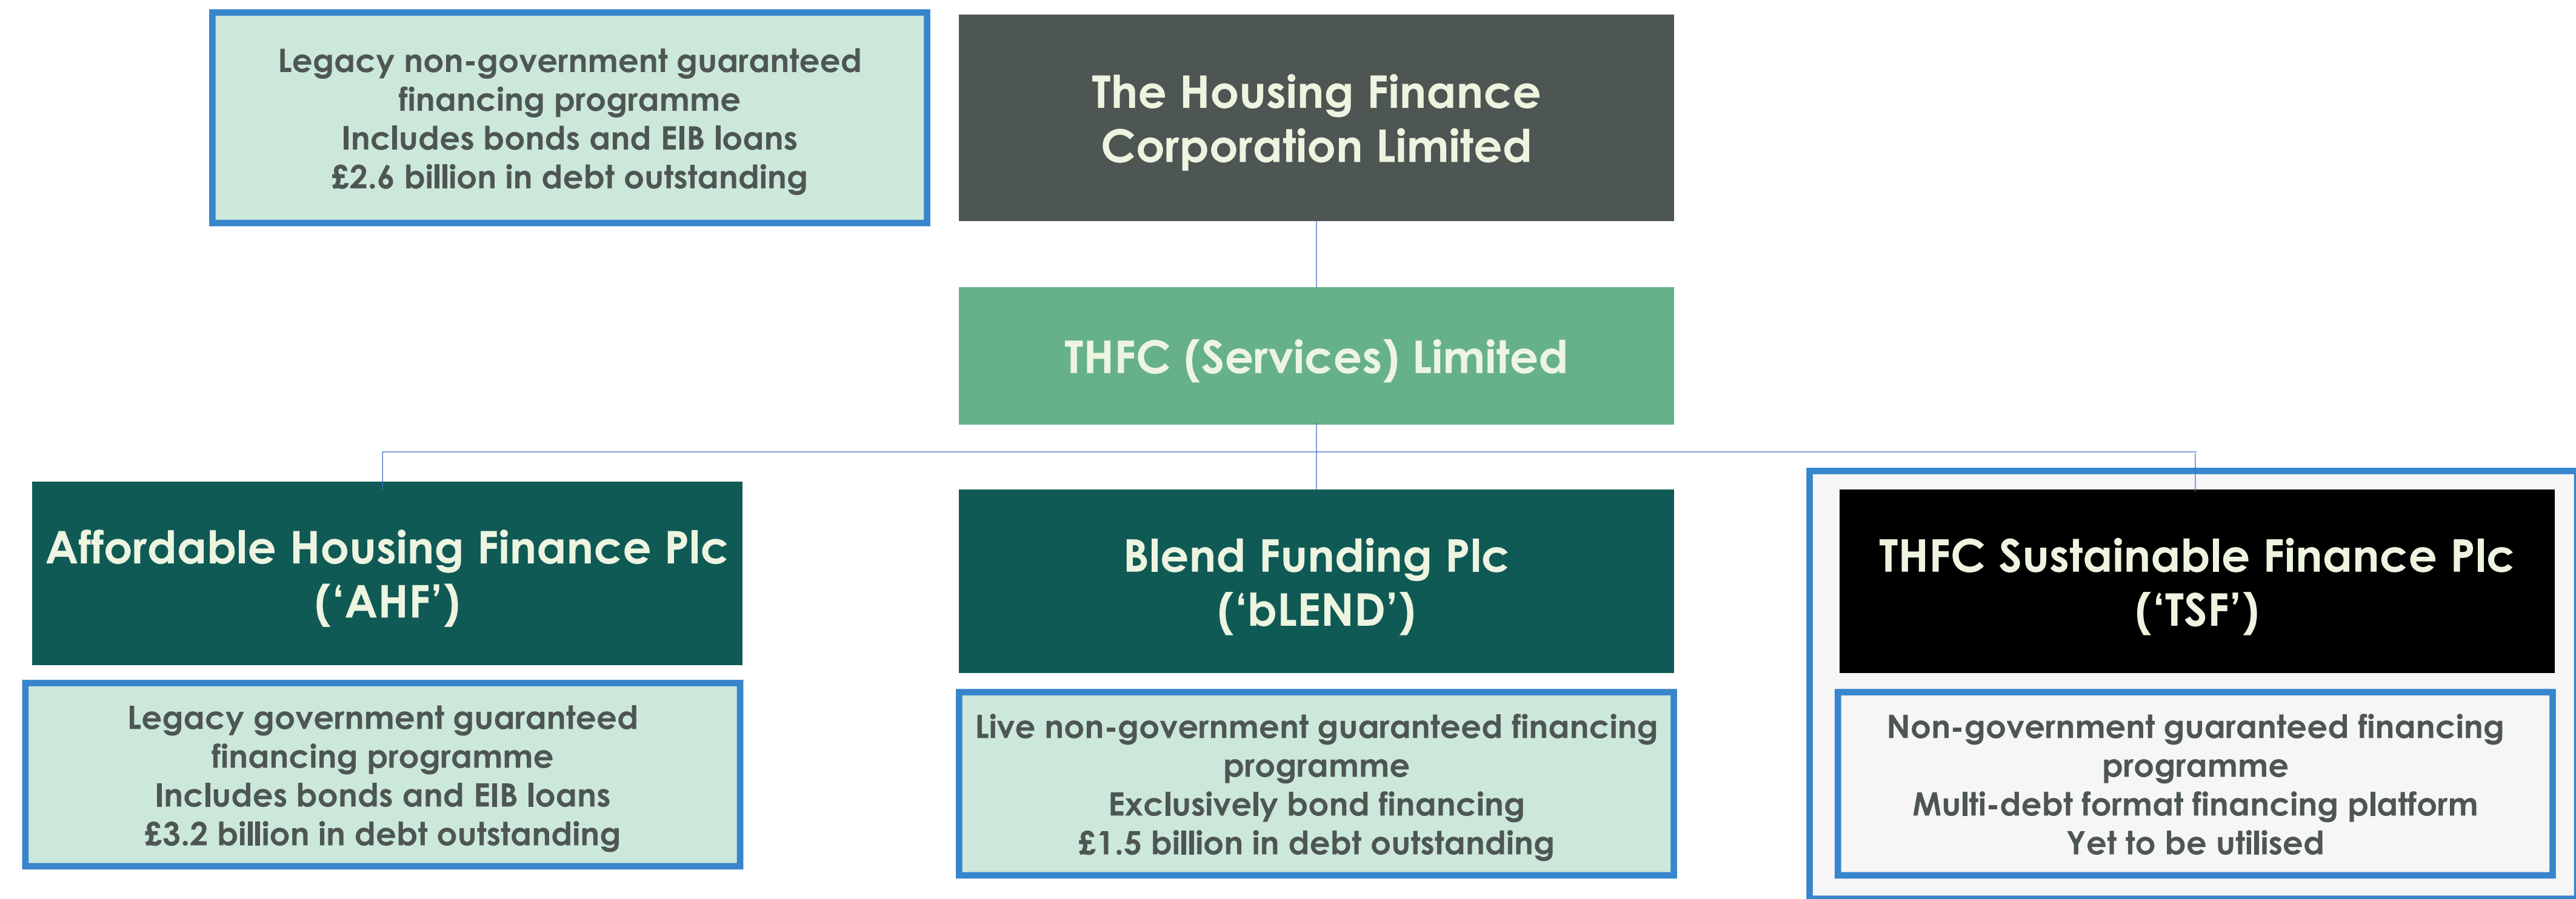 Legacy non-government guaranteed
financing programme
Includes bonds and EIB loans
£2.6 billion in debt outstanding
The Housing Finance
Corporation Limited
THFC (Services) Limited
Affordable Housing Finance Plc
(‘AHF’)
Legacy government guaranteed
financing programme
Includes bonds and EIB loans
£3.2 billion in debt outstanding
Blend Funding Plc
(‘bLEND’)
Live non-government guaranteed financing
programme
Exclusively bond financing
£1.5 billion in debt outstanding
THFC Sustainable Finance Plc
(‘TSF’)
Non-government guaranteed financing
programme
Multi-debt format financing platform
Yet to be utilised